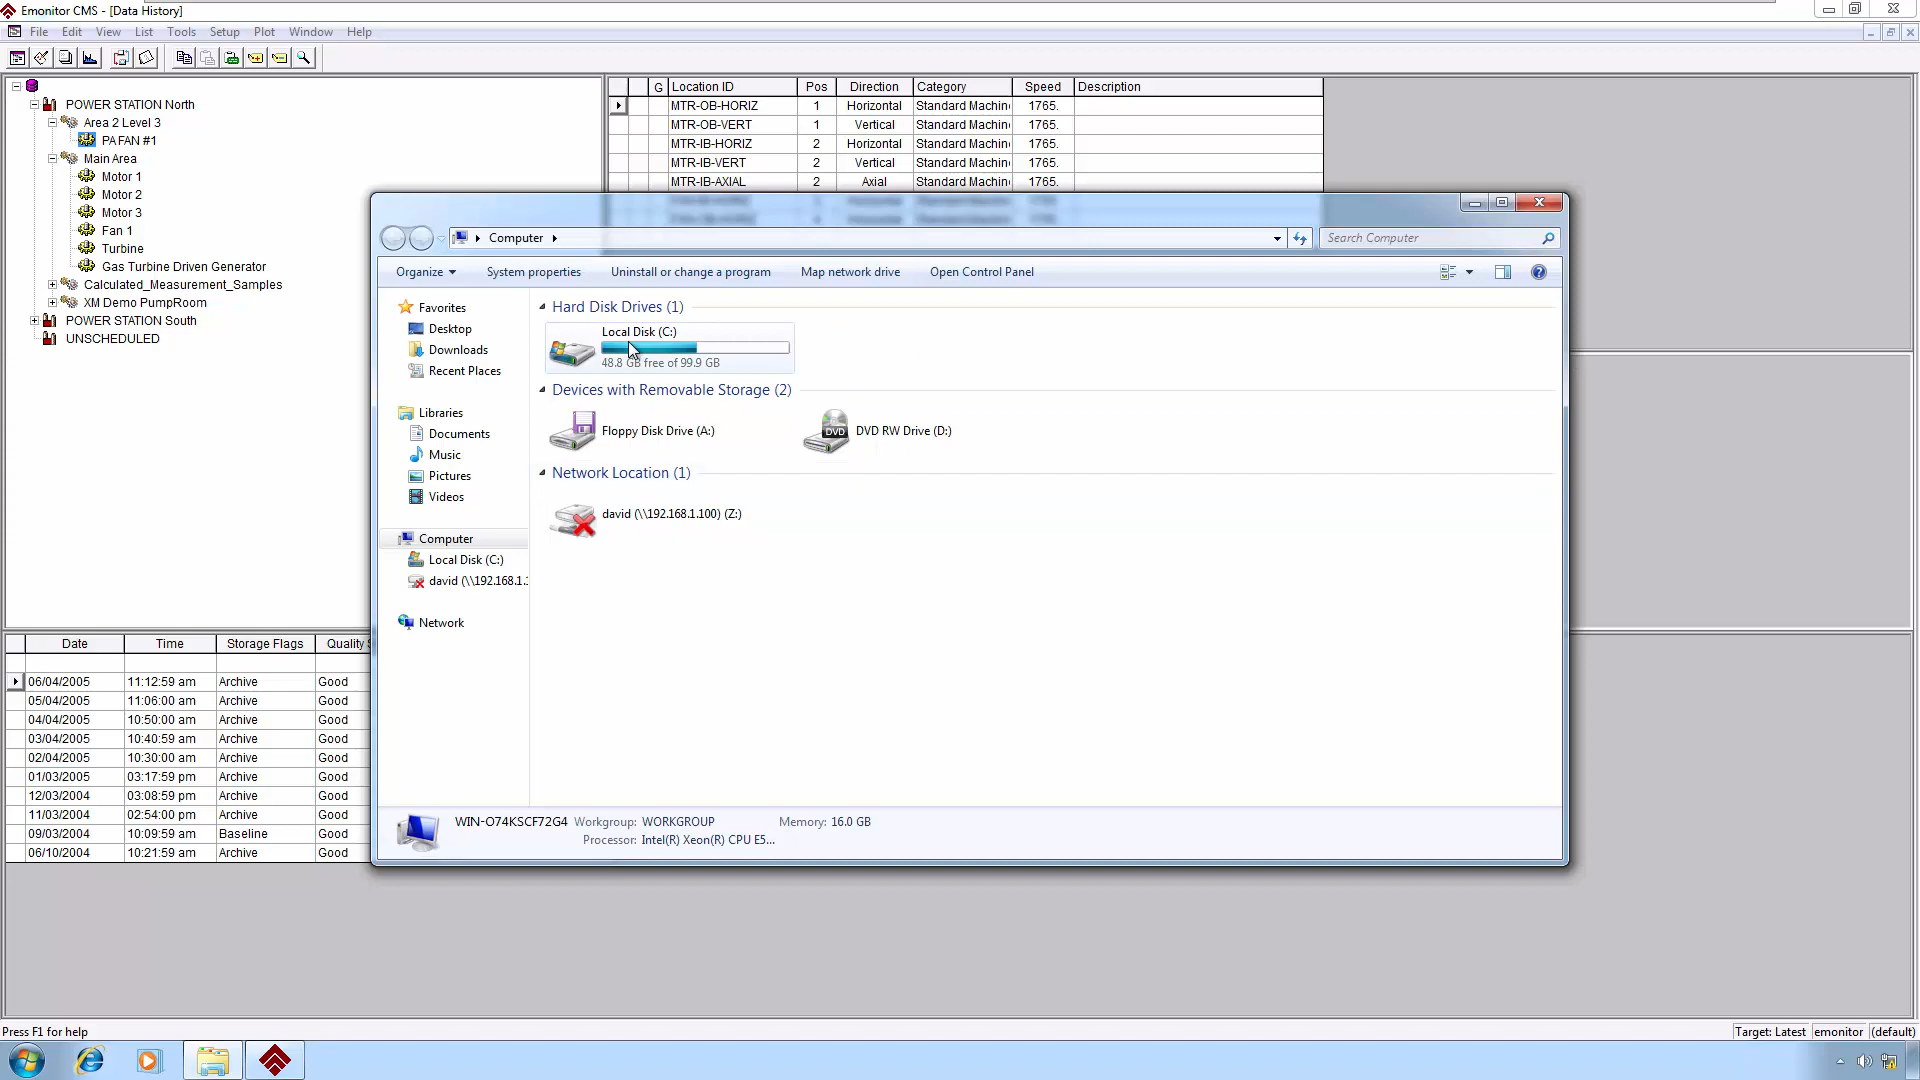 Emonitor CMS - [Data History]
File Edit View List Tools Setup Plot Window Help
POWER STATION North
Area 2 Level 3
PA FAN #1
Main Area
Motor 1
Motor 2
Motor 3
Fan 1
Turbine
Gas Turbine Driven Generator
Calculated_Measurement_Samples
XM Demo PumpRoom
POWER STATION South
UNSCHEDULED
G Location ID Pos Direction Category Speed Description
MTR-OB-HORIZ 1 Horizontal Standard Machin 1765.
MTR-OB-VERT 1 Vertical Standard Machin 1765.
MTR-IB-HORIZ 2 Horizontal Standard Machin 1765.
MTR-IB-VERT 2 Vertical Standard Machin 1765.
MTR-IB-AXIAL 2 Axial Standard Machin 1765.
Computer
Search Computer
Organize System properties Uninstall or change a program Map network drive Open Control Panel
Favorites
Desktop
Downloads
Recent Places
Libraries
Documents
Music
Pictures
Videos
Computer
Local Disk (C:)
david (\\192.168.1.1
Network
Hard Disk Drives (1)
Local Disk (C:)
48.8 GB free of 99.9 GB
Devices with Removable Storage (2)
Floppy Disk Drive (A:)
DVD
DVD RW Drive (D:)
Network Location (1)
david (\\192.168.1.100) (Z:)
WIN-O74KSCF72G4 Workgroup: WORKGROUP Memory: 16.0 GB
Processor: Intel(R) Xeon(R) CPU E5...
Date Time Storage Flags Quality S
06/04/2005 11:12:59 am Archive Good
05/04/2005 11:06:00 am Archive Good
04/04/2005 10:50:00 am Archive Good
03/04/2005 10:40:59 am Archive Good
02/04/2005 10:30:00 am Archive Good
01/03/2005 03:17:59 pm Archive Good
12/03/2004 03:08:59 pm Archive Good
11/03/2004 02:54:00 pm Archive Good
09/03/2004 10:09:59 am Baseline Good
06/10/2004 10:21:59 am Archive Good
Press F1 for help
Target: Latest emonitor (default)